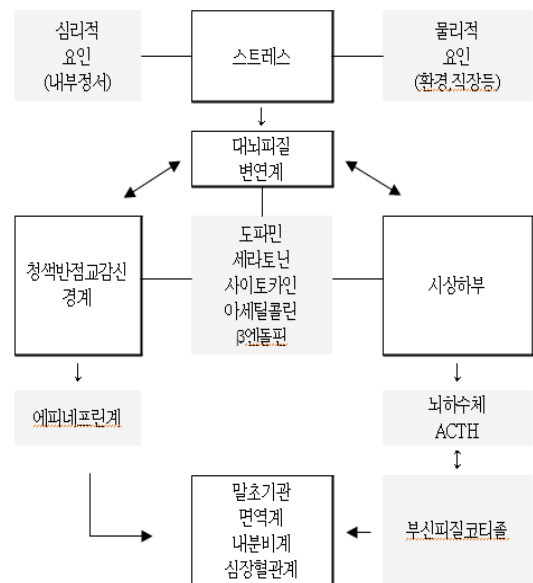 심리적
요인
(내부정서)
스트레스
물리적
요인
(환경,직장등)
↓
대뇌피질
변연계
청색반점교감신
경계
도파민
세라토닌
사이토카인
아세틸콜린
β엔돌핀
시상하부
↓
↓
에피네프린계
뇌하수체
ACTH
↕
말초기관
면역계
내분비계
심장혈관계
부신피질코티졸